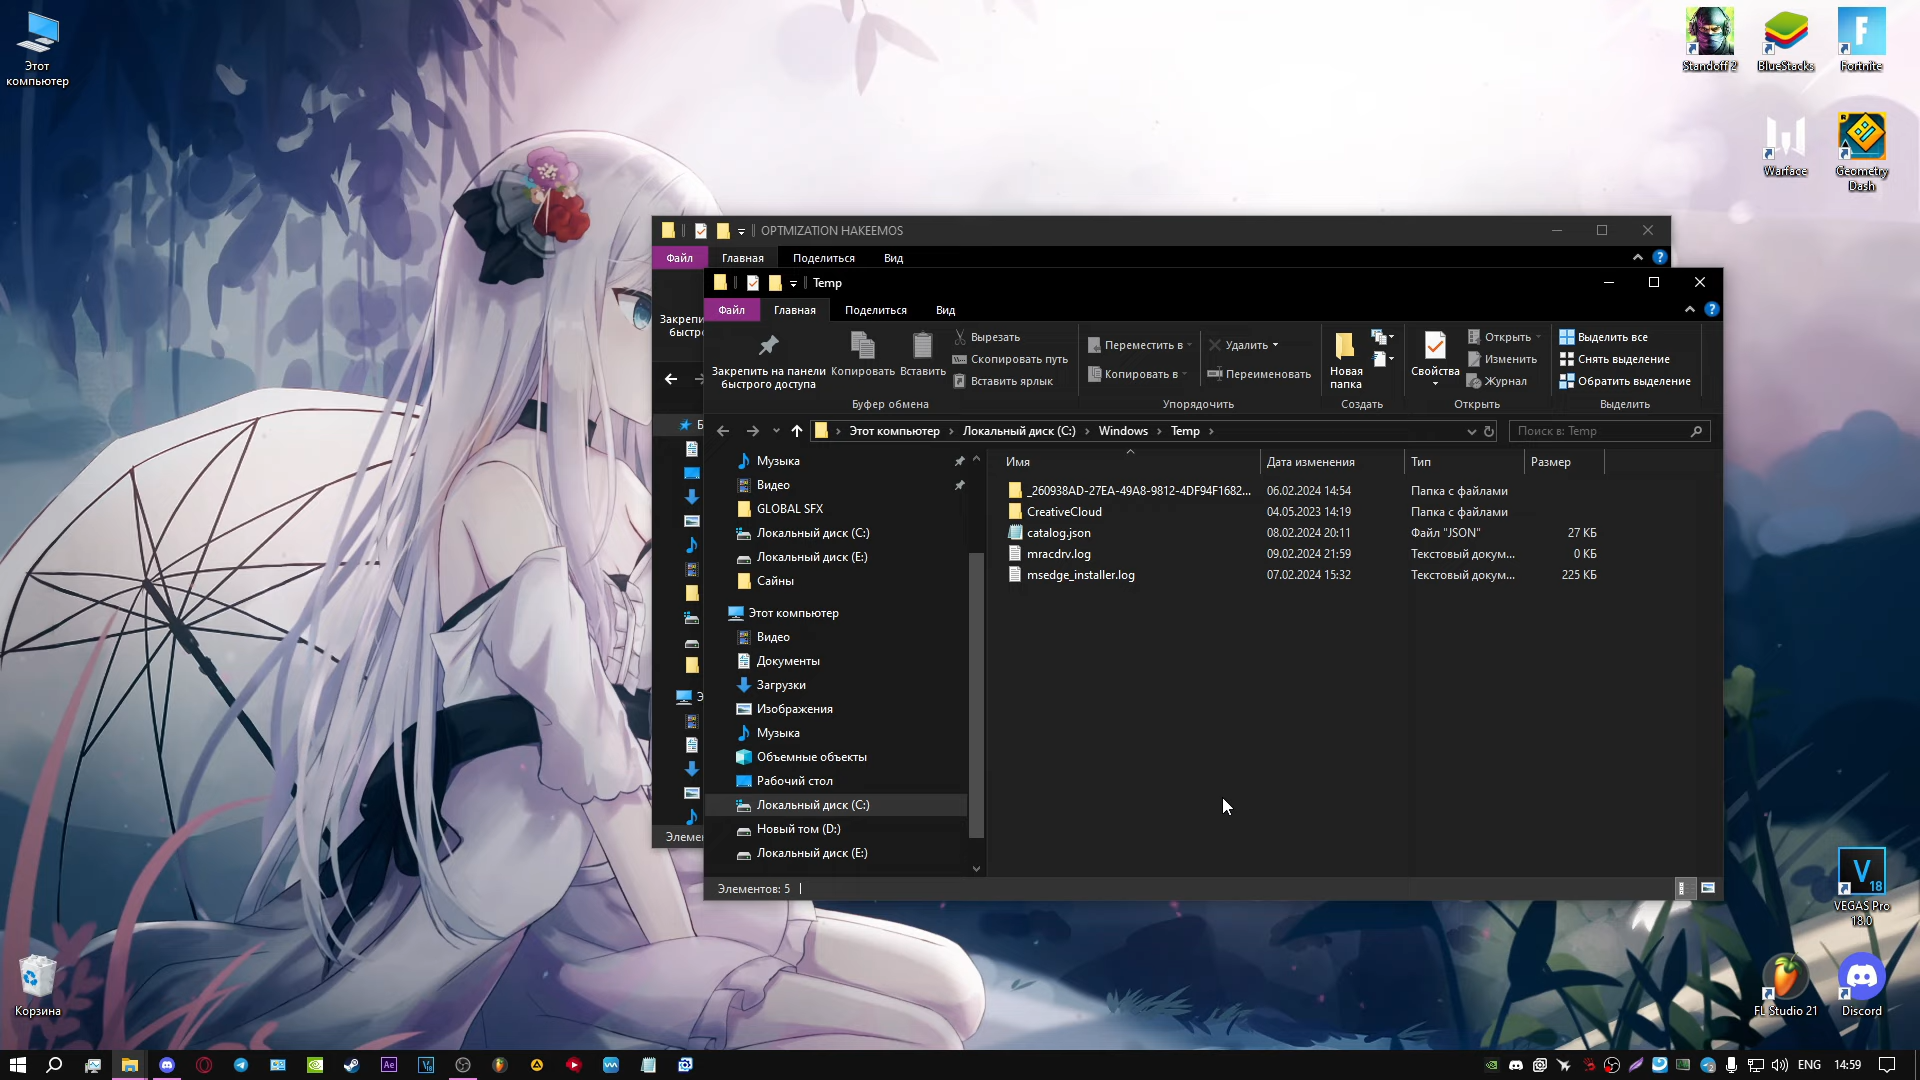 Этот
компьютер
Standoff 2
BlueStacks
Fortnite
Warface
Geometry
Dash
OPTMIZATION HAKEEMOS
Файл
Главная
Поделиться
Вид
Temp
Файл
Главная
Поделиться
Вид
Закрепить на панели
быстрого доступа
Копировать
Вставить
Вырезать
Скопировать путь
Вставить ярлык
Буфер обмена
Переместить в
Копировать в
Удалить
Переименовать
Упорядочить
Новая
папка
Создать
Свойства
Открыть
Изменить
Журнал
Открыть
Выделить все
Снять выделение
Обратить выделение
Выделить
Этот компьютер
Локальный диск (C:)
Windows
Temp
Поиск в: Temp
Музыка
Видео
GLOBAL SFX
Локальный диск (C:)
Локальный диск (E:)
Сайны
Этот компьютер
Видео
Документы
Загрузки
Изображения
Музыка
Объемные объекты
Рабочий стол
Локальный диск (C:)
Новый том (D:)
Локальный диск (E:)
Имя Дата изменения Тип Размер
_260938AD-27EA-49A8-9812-4DF94F1682... 06.02.2024 14:54 Папка с файлами
CreativeCloud 04.05.2023 14:19 Папка с файлами
catalog.json 08.02.2024 20:11 Файл "JSON" 27 КБ
mracdrv.log 09.02.2024 21:59 Текстовый докум... 0 КБ
msedge_installer.log 07.02.2024 15:32 Текстовый докум... 225 КБ
Элементов: 5
Закрепи
быстро
Элемен
V
18
VEGAS Pro
18.0
Корзина
FL Studio 21
Discord
Ae
ENG
14:59